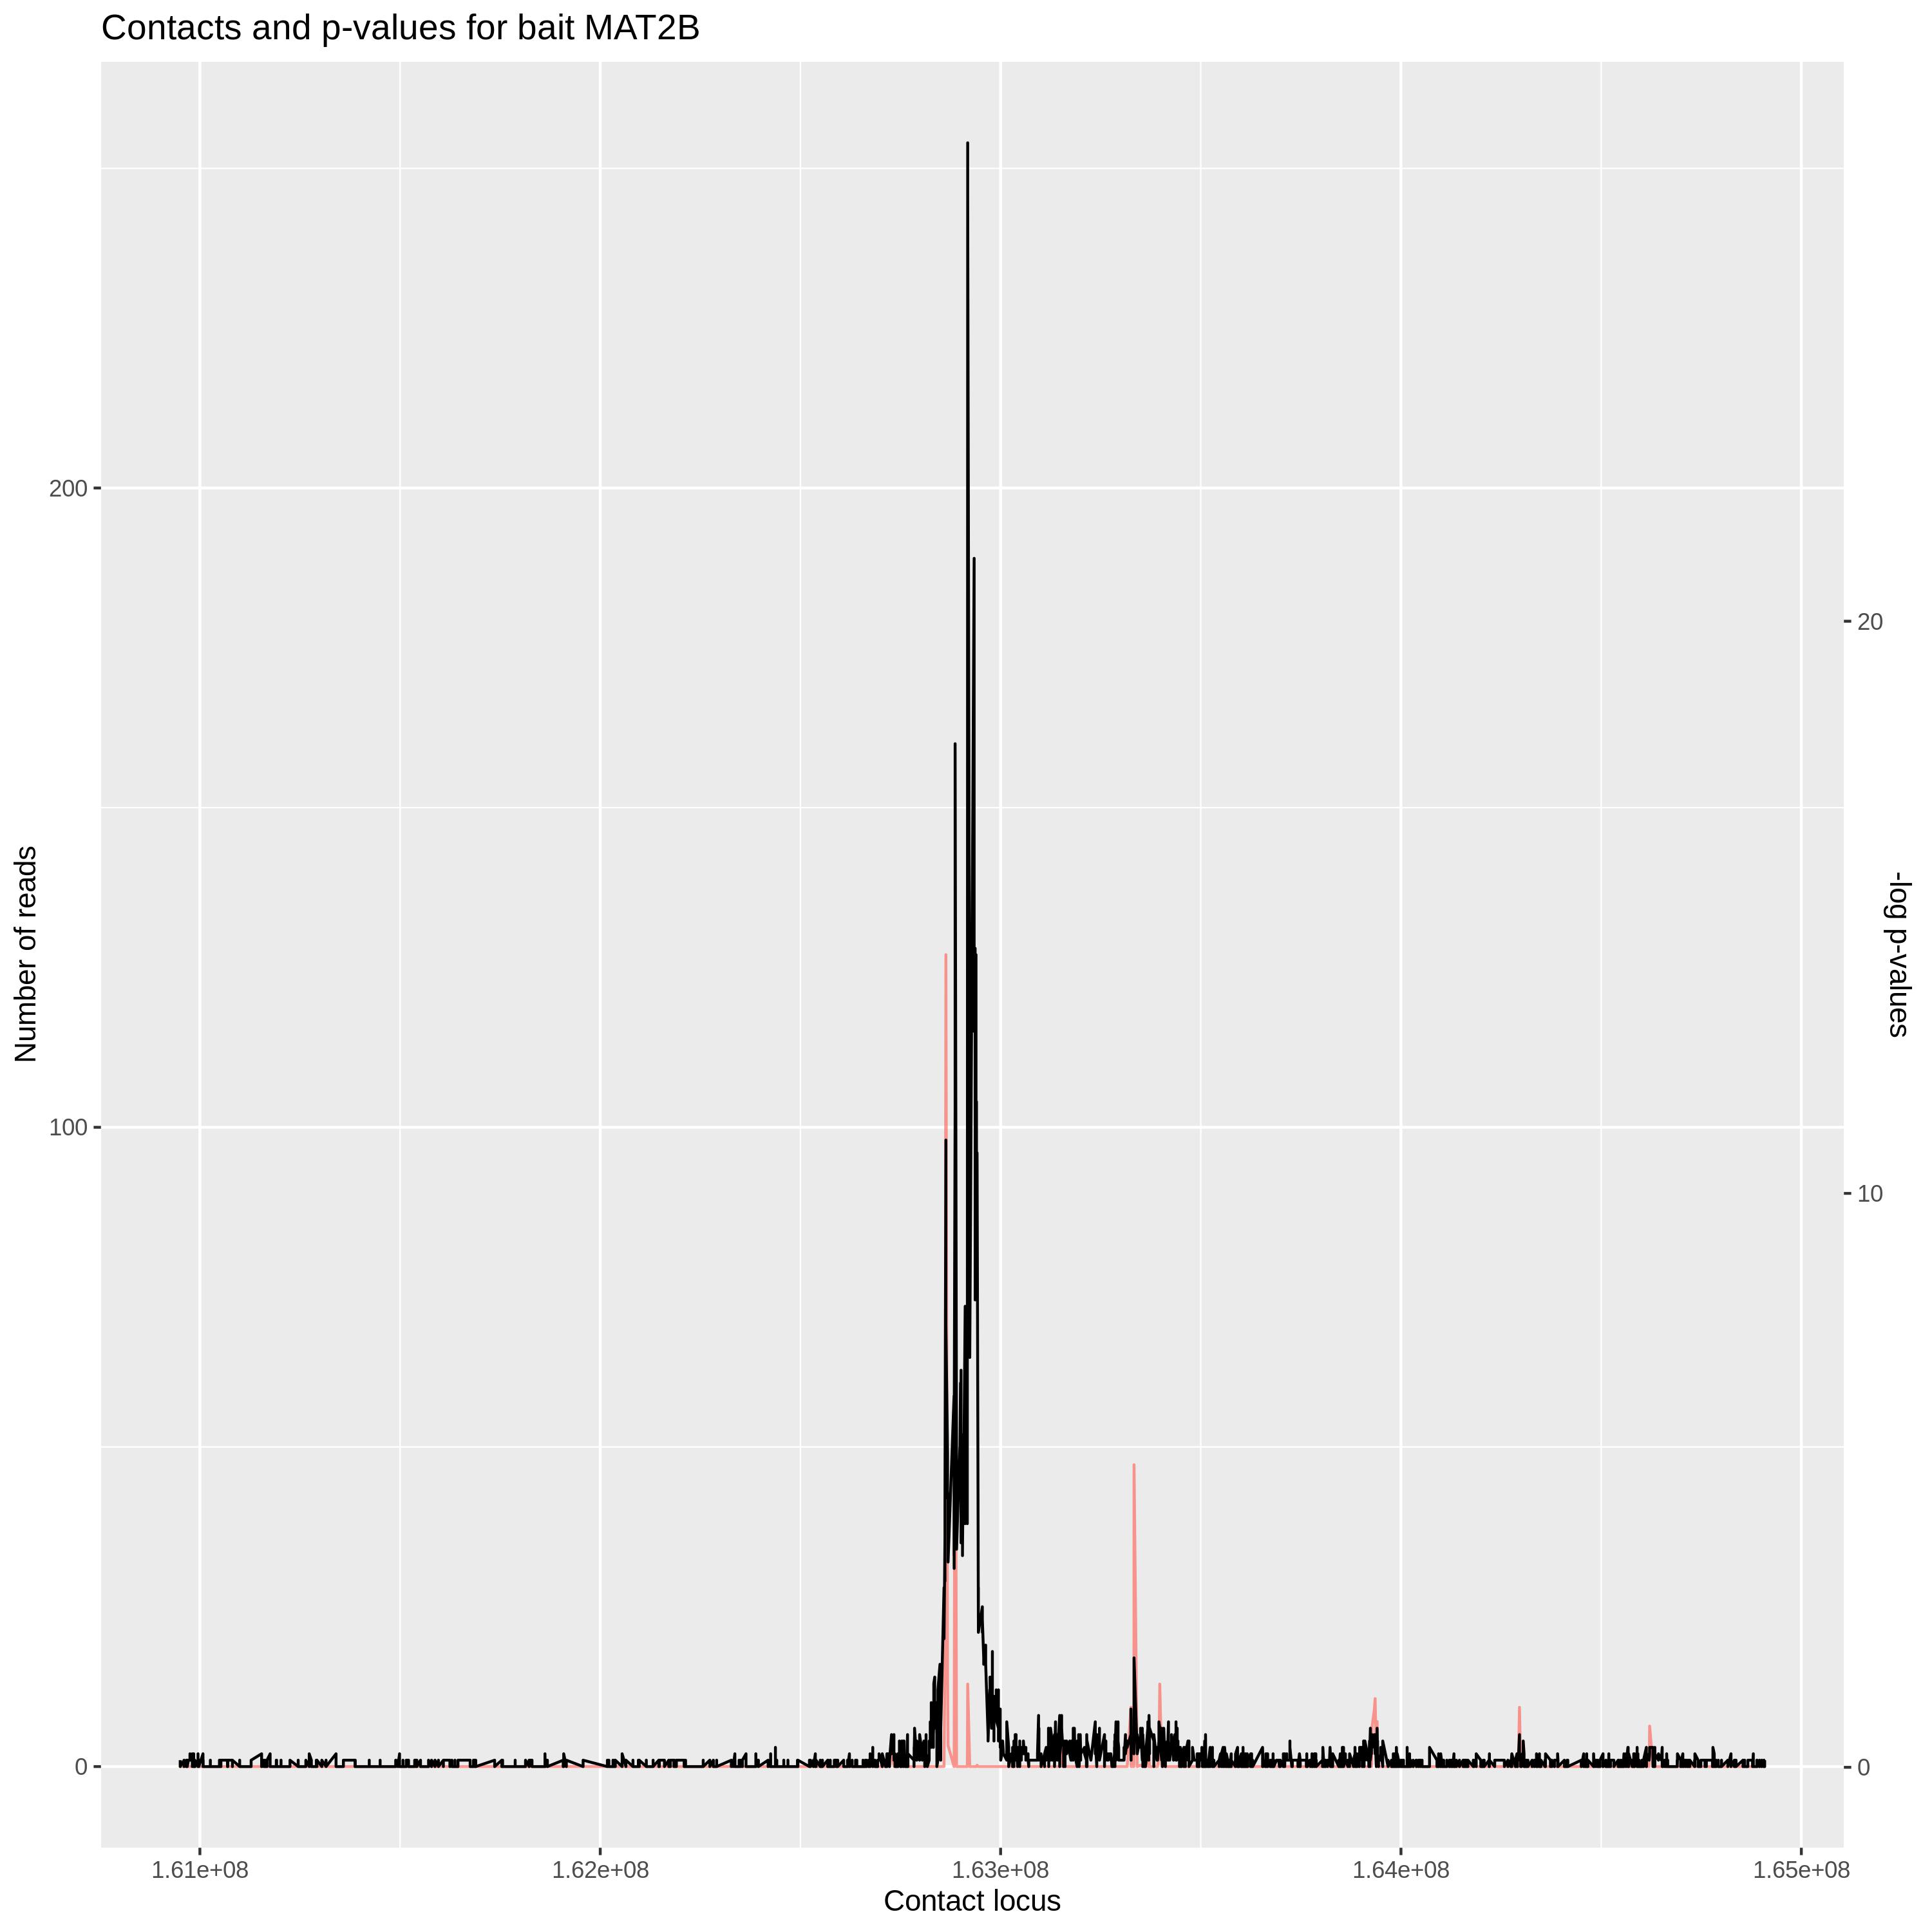 Contacts and p-values for bait MAT2B
Number of reads
200
100
0
-log p-values
20
10
0
1.61e+08
1.62e+08
1.63e+08
1.64e+08
1.65e+08
Contact locus